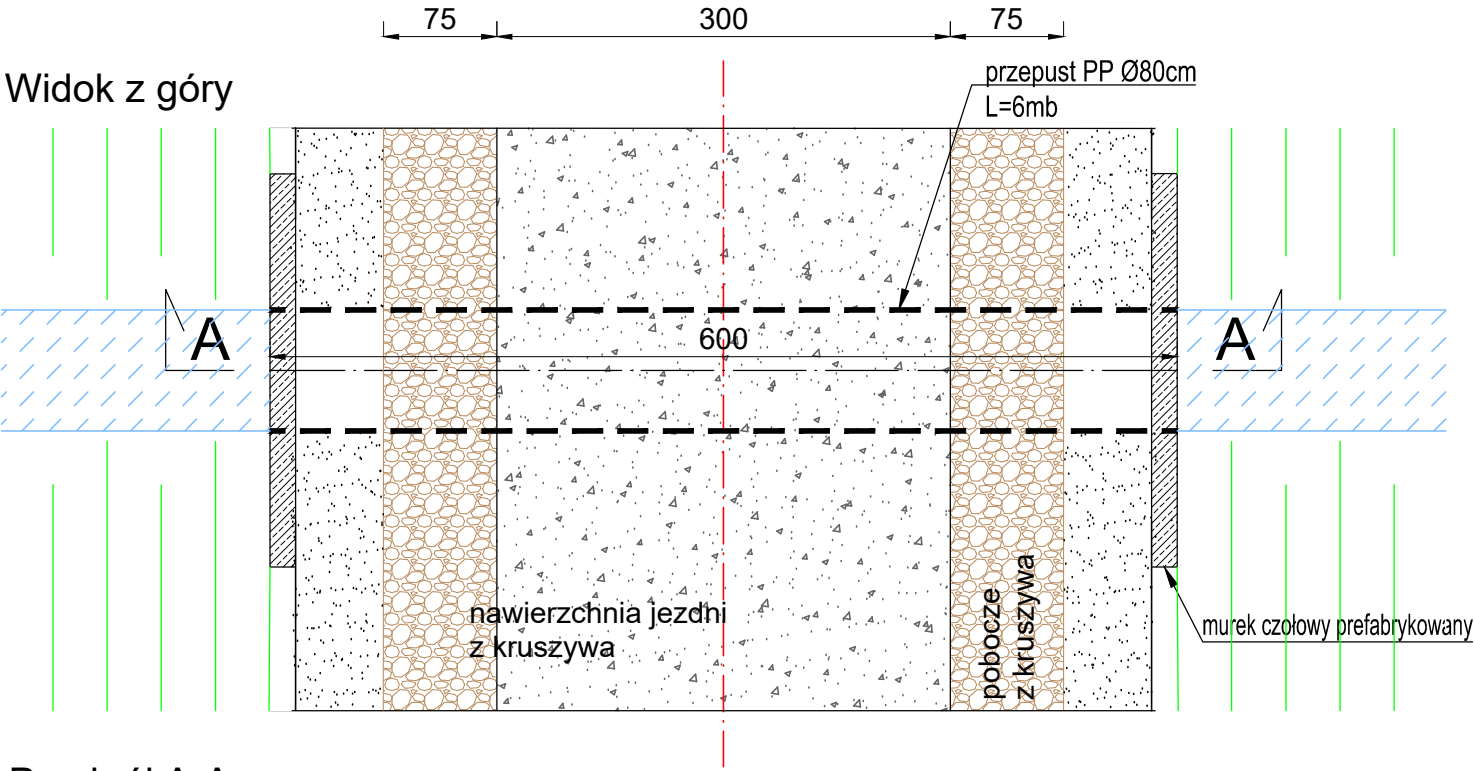 75
300
75
Widok z góry
przepust PP Ø80cm
L=6mb
A
600
A
nawierzchnia jezdni
z kruszywa
pobocze
z kruszywa
murek czołowy prefabrykowany